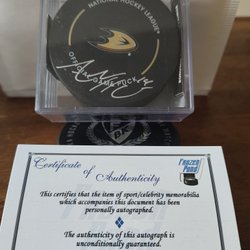 NATIONAL HOCKEY LEAGUE
OFFICIAL GAME PUCK
Certificate of Authenticity
Frozen
Pond
This certifies that the item of sport/celebrity memorabilia
which accompanies this document has been
personally autographed.
The authenticity of this autograph is
unconditionally guaranteed.